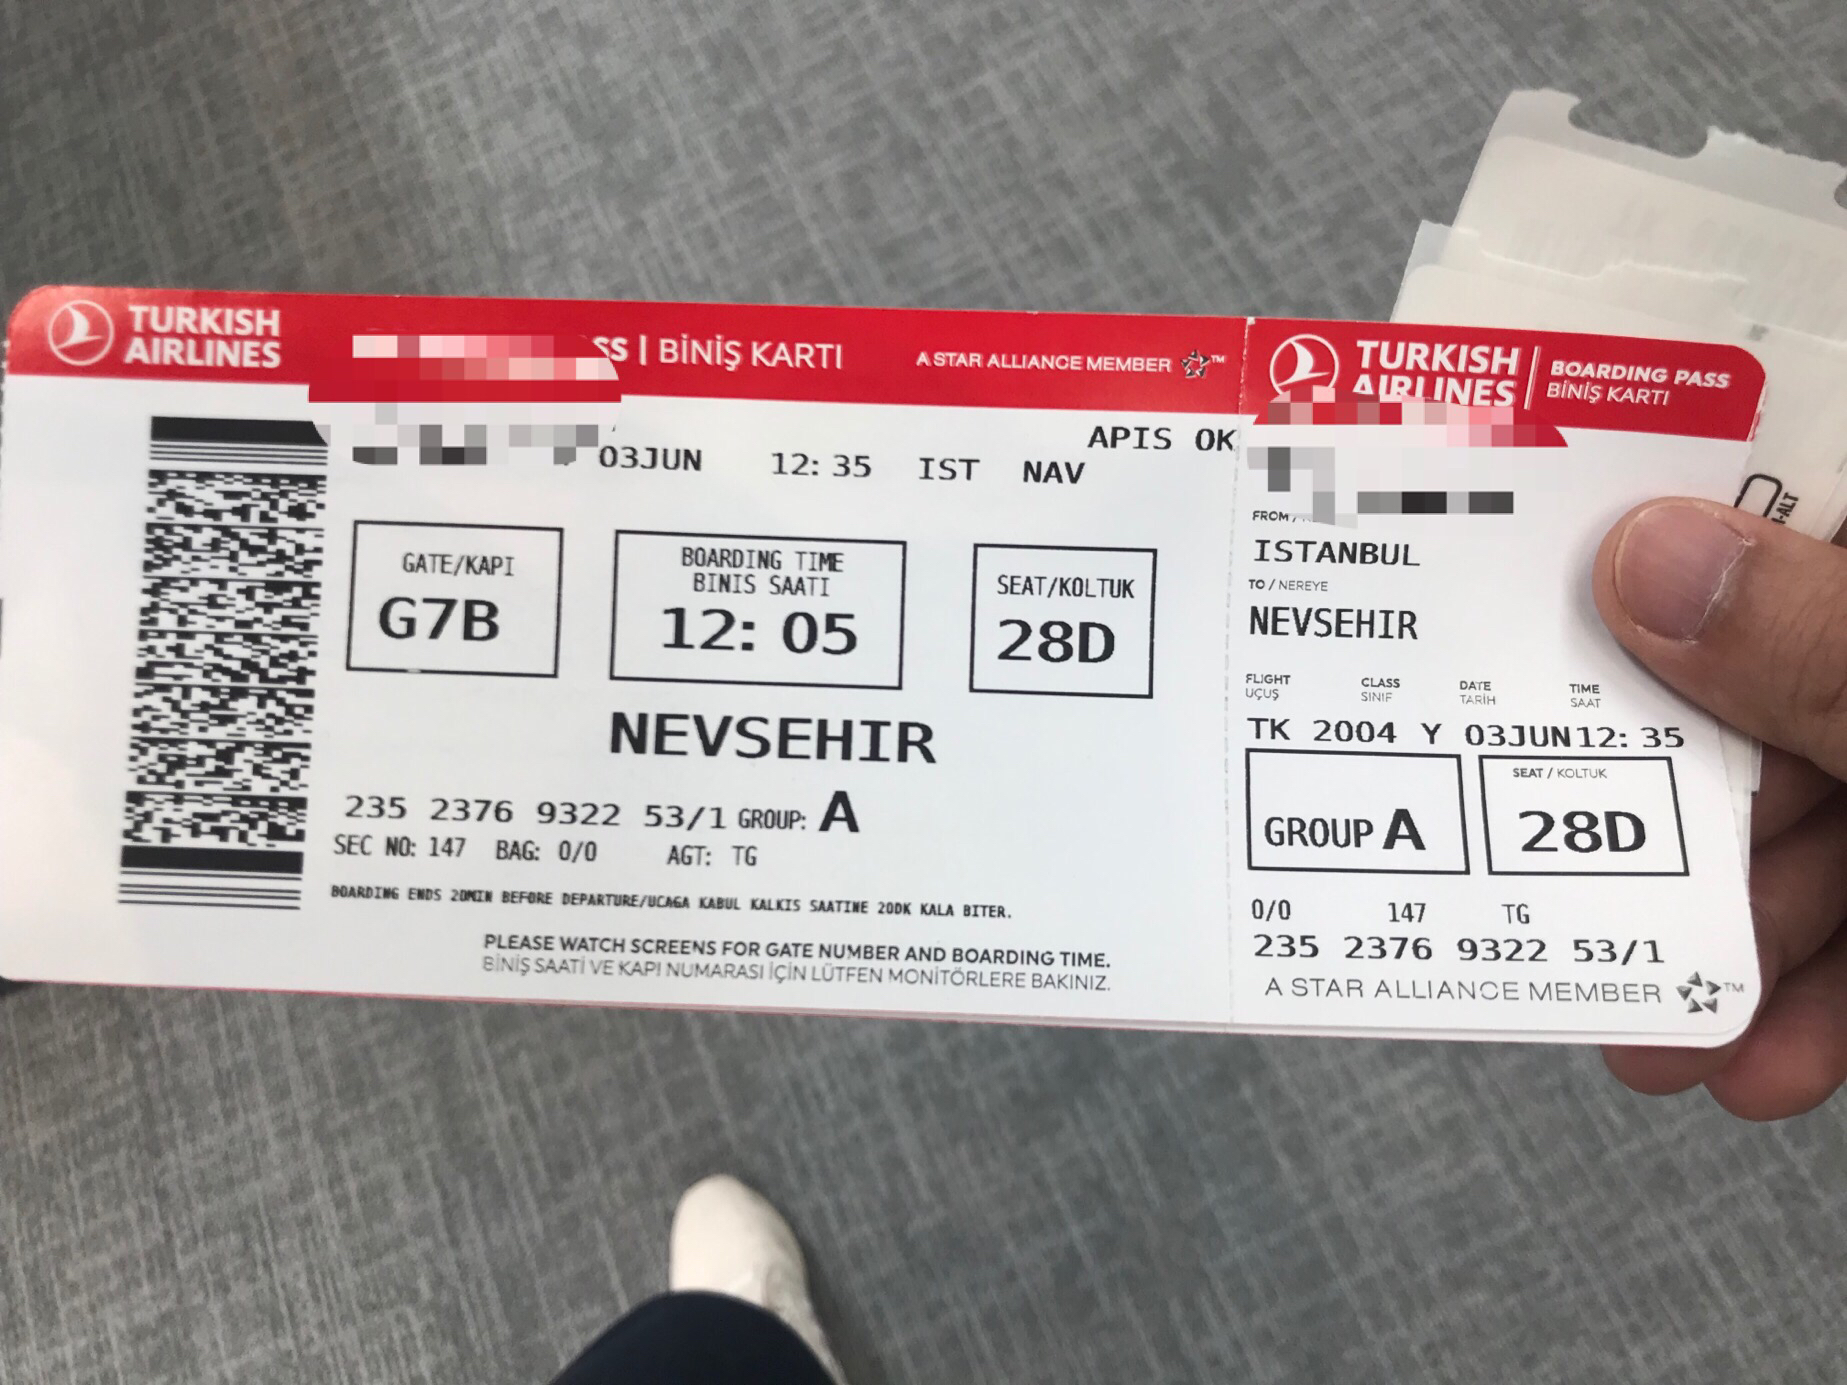 TURKISH
AIRLINES
SS | BİNİŞ KARTI
A STAR ALLIANCE MEMBER ™
APIS OK
03JUN 12:35 IST NAV
GATE/KAPI
G7B
BOARDING TIME
BINIS SAATI
12:05
SEAT/KOLTUK
28D
NEVSEHIR
235 2376 9322 53/1 GROUP: A
SEC NO: 147 BAG: 0/0 AGT: TG
BOARDING ENDS 20MIN BEFORE DEPARTURE/UCAGA KABUL KALKIS SAATINE 20DK KALA BITER.
PLEASE WATCH SCREENS FOR GATE NUMBER AND BOARDING TIME.
BİNİŞ SAATİ VE KAPI NUMARASI İÇİN LÜTFEN MONİTÖRLERE BAKINIZ.
TURKISH
AIRLINES
BOARDING PASS
BİNİŞ KARTI
FROM /
ISTANBUL
TO / NEREYE
NEVSEHIR
FLIGHT CLASS DATE TIME
UÇUŞ SINIF TARİH SAAT
TK 2004 Y 03JUN 12:35
GROUP A
SEAT / KOLTUK
28D
0/0 147 TG
235 2376 9322 53/1
A STAR ALLIANCE MEMBER ™